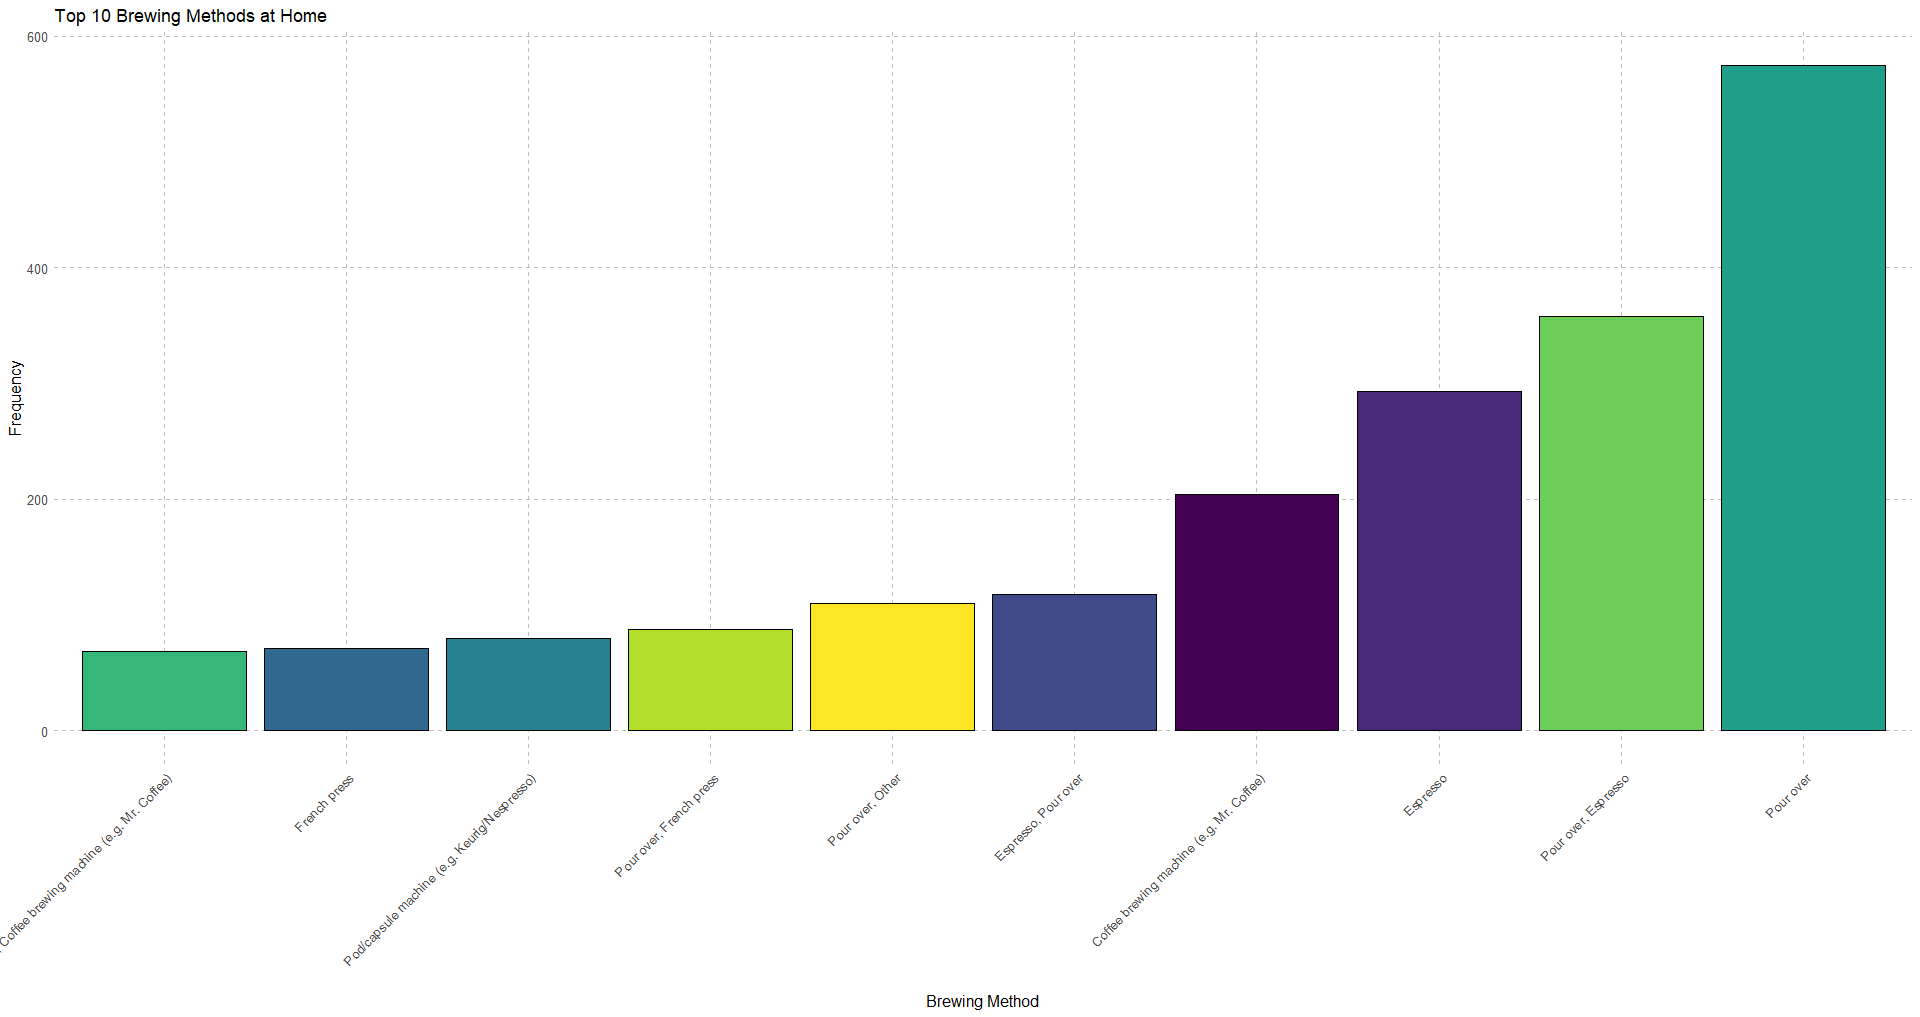 Top 10 Brewing Methods at Home
600
400
200
0
Frequency
Coffee brewing machine (e.g. Mr. Coffee)
French press
Pod/capsule machine (e.g. Keurig/Nespresso)
Pour over, French press
Pour over, Other
Espresso, Pour over
Coffee brewing machine (e.g. Mr. Coffee)
Espresso
Pour over, Espresso
Pour over
Brewing Method